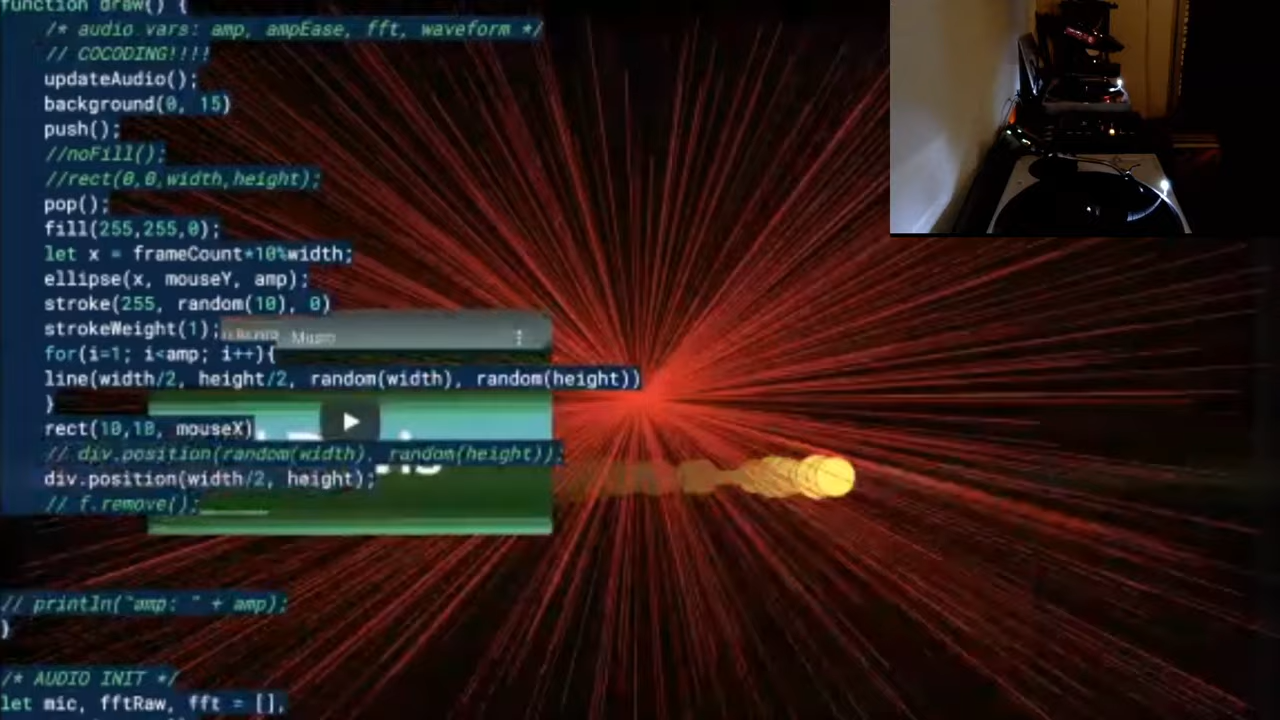 function draw() {
/* audio vars: amp, ampEase, fft, waveform */
// COCODING!!!!
updateAudio();
background(0, 15)
push();
//noFill();
//rect(0,0,width,height);
pop();
fill(255,255,0);
let x = frameCount*10%width;
ellipse(x, mouseY, amp);
stroke(255, random(10), 0)
strokeWeight(1);
Music
for(i=1; i<amp; i++){
line(width/2, height/2, random(width), random(height))
}
rect(10,10, mouseX)
// div.position(random(width), random(height));
div.position(width/2, height);
// f.remove();
// println("amp: " + amp);
}
/* AUDIO INIT */
let mic, fftRaw, fft = [],